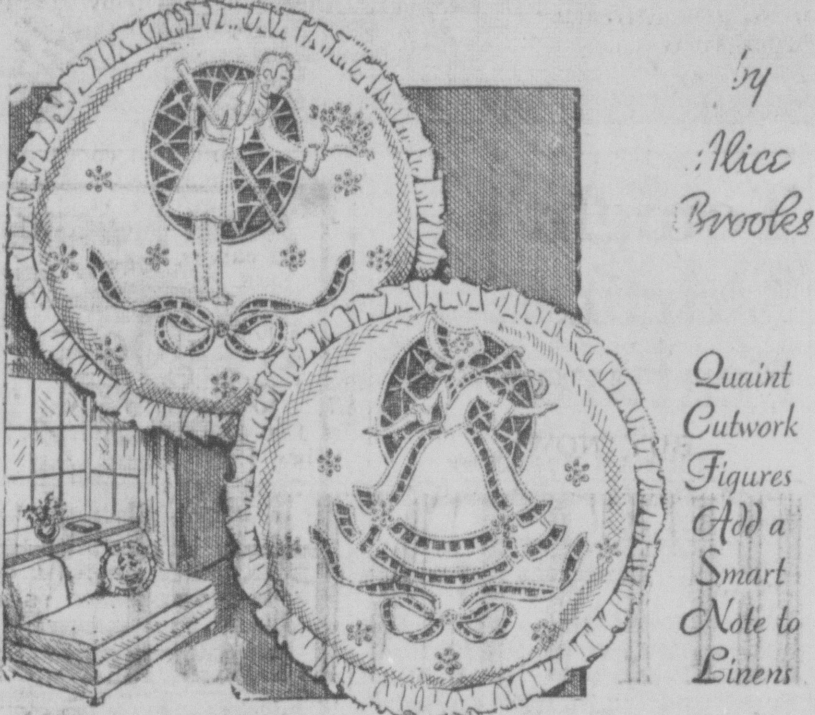 by
Alice
Brooks
Quaint
Cutwork
Figures
Add a
Smart
Note to
Linens